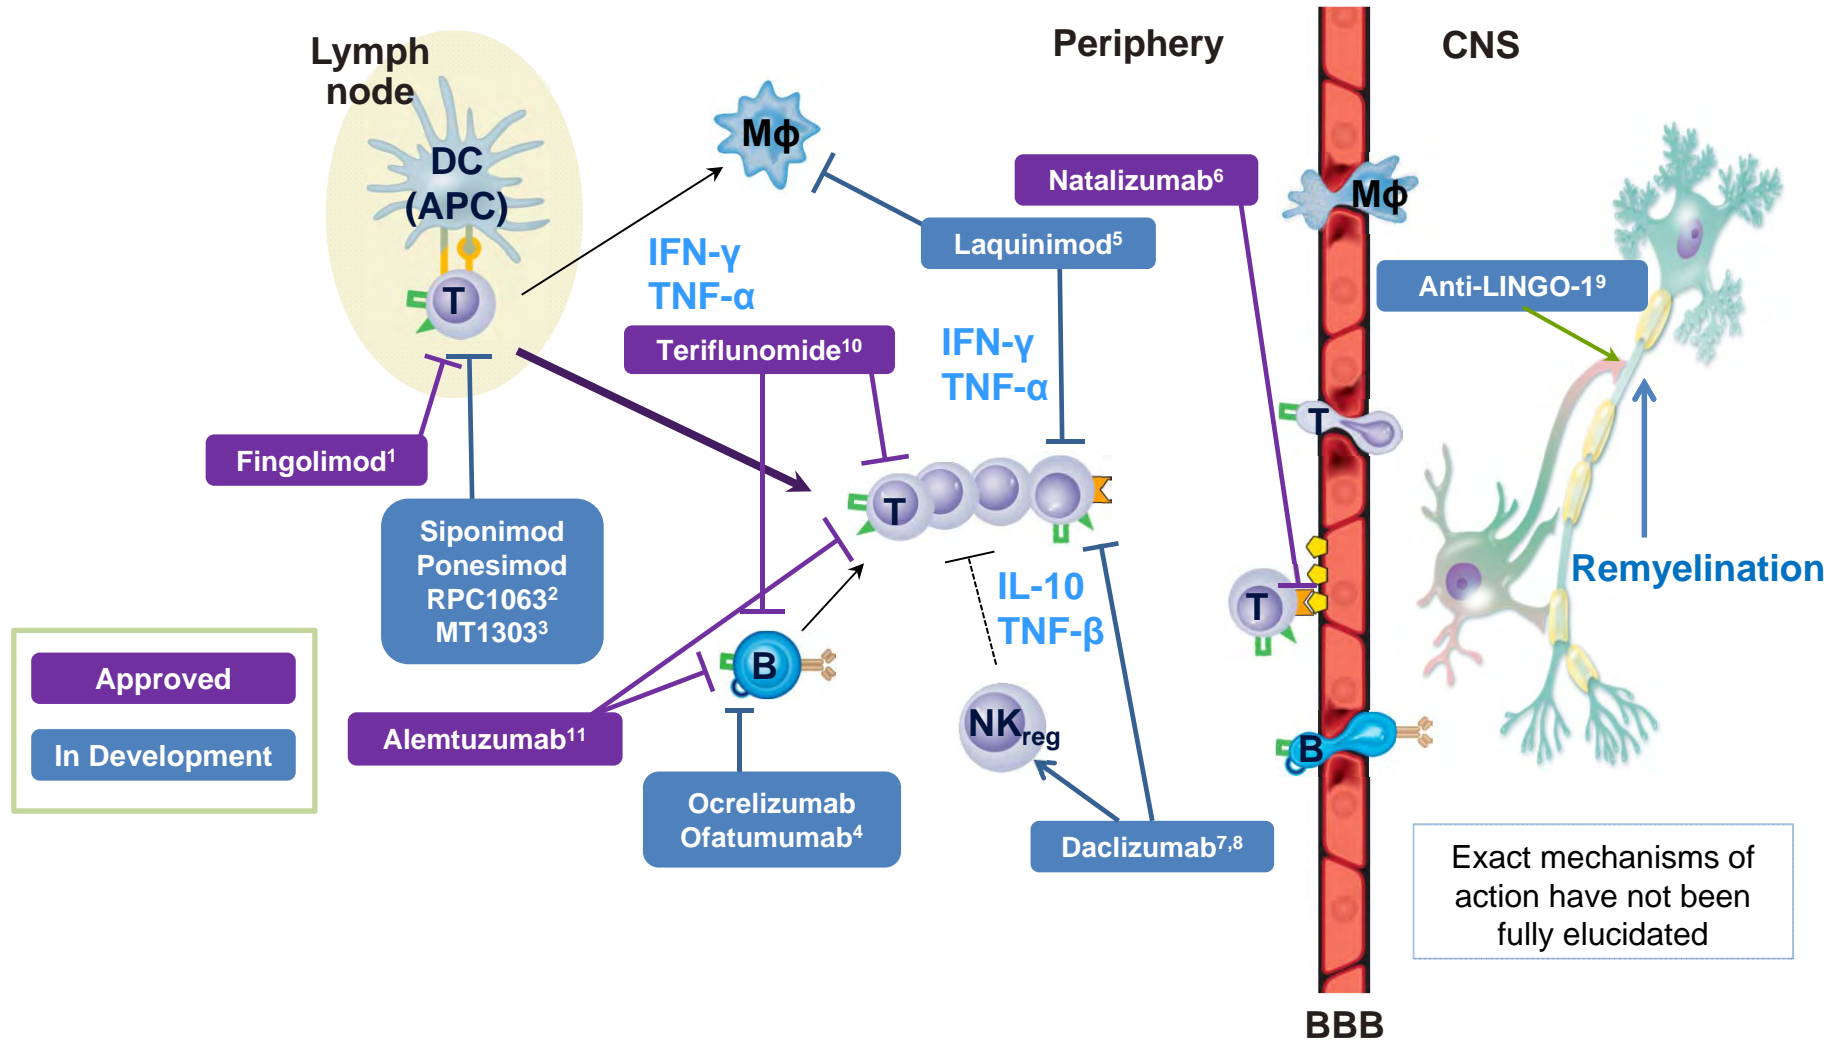 Lymph
node
Periphery
CNS
DC
(APC)
T
Mϕ
Natalizumab⁶
Mϕ
IFN-γ
TNF-α
Laquinimod⁵
Anti-LINGO-1⁹
Teriflunomide¹⁰
IFN-γ
TNF-α
Fingolimod¹
T
T
Siponimod
Ponesimod
RPC1063²
MT1303³
IL-10
TNF-β
T
Remyelination
B
Approved
In Development
Alemtuzumab¹¹
NKreg
B
Ocrelizumab
Ofatumumab⁴
Daclizumab⁷,⁸
Exact mechanisms of
action have not been
fully elucidated
BBB